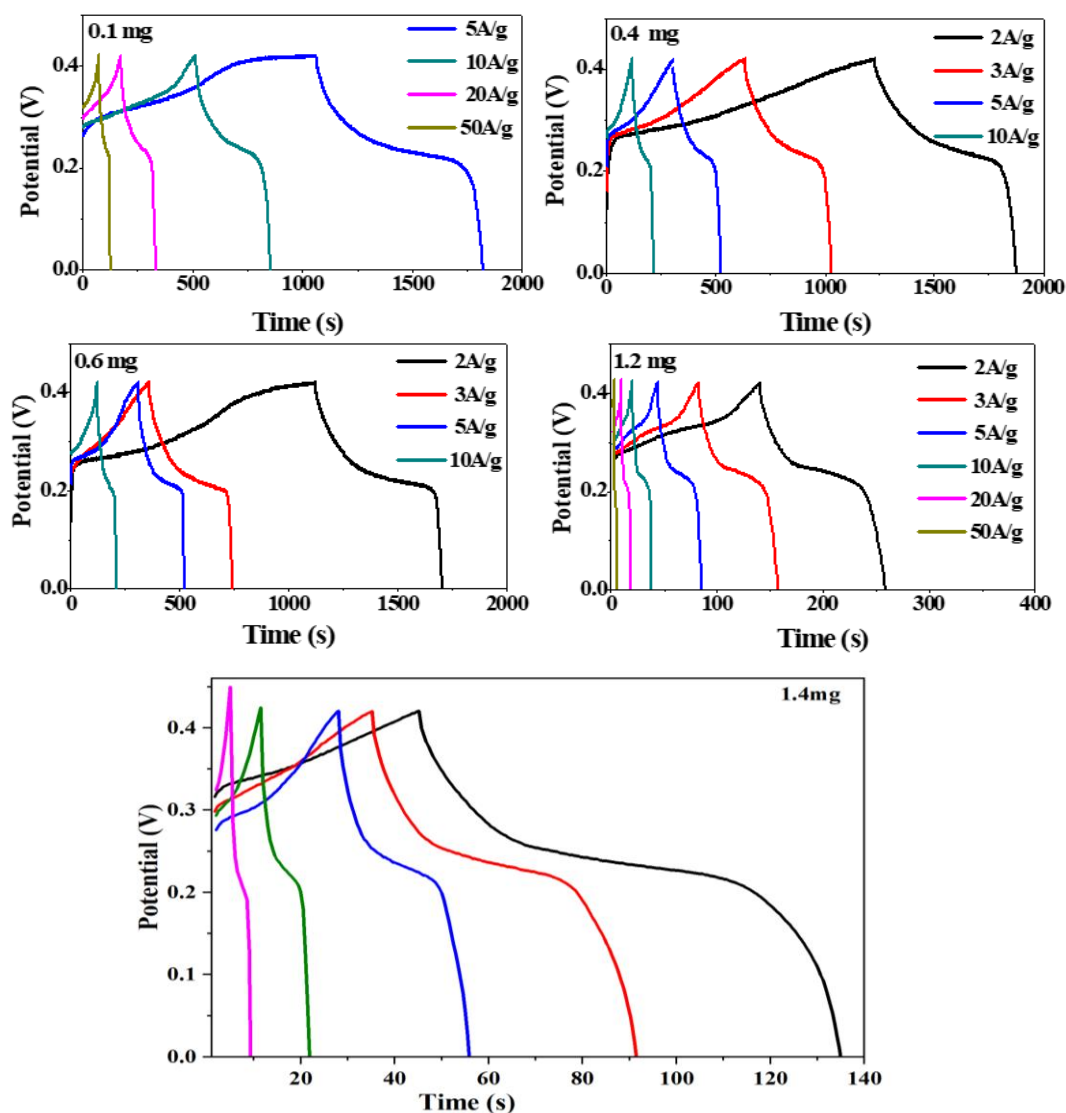 0.1 mg
5A/g
10A/g
20A/g
50A/g
0.4
0.2
0.0
Potential (V)
0 500 1000 1500 2000
Time (s)
0.4 mg
2A/g
3A/g
5A/g
10A/g
0.4
0.2
0.0
Potential (V)
0 500 1000 1500 2000
Time (s)
0.6 mg
2A/g
3A/g
5A/g
10A/g
0.4
0.2
0.0
Potential (V)
0 500 1000 1500 2000
Time (s)
1.2 mg
2A/g
3A/g
5A/g
10A/g
20A/g
50A/g
0.4
0.2
0.0
Potential (V)
0 100 200 300 400
Time (s)
1.4mg
0.4
0.3
0.2
0.1
0.0
Potential (V)
20 40 60 80 100 120 140
Time (s)